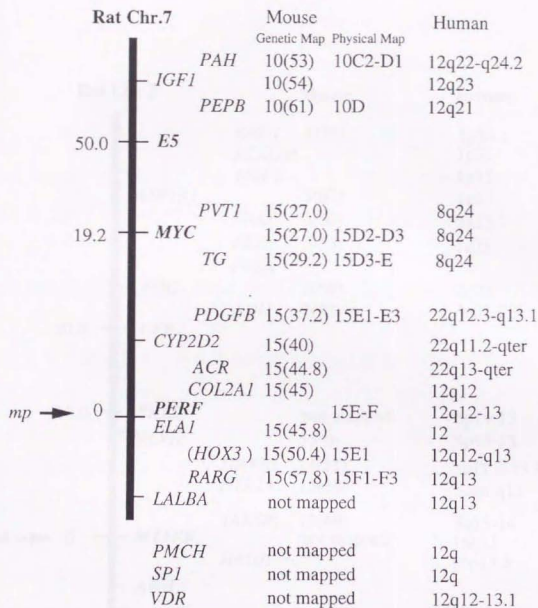 Rat Chr.7 Mouse Human
Genetic Map Physical Map
PAH 10(53) 10C2-D1 12q22-q24.2
IGF1 10(54) 12q23
PEPB 10(61) 10D 12q21
50.0 E5
PVT1 15(27.0) 8q24
19.2 MYC 15(27.0) 15D2-D3 8q24
TG 15(29.2) 15D3-E 8q24
PDGFB 15(37.2) 15E1-E3 22q12.3-q13.1
CYP2D2 15(40) 22q11.2-qter
ACR 15(44.8) 22q13-qter
COL2A1 15(45) 12q12
mp 0 PERF 15E-F 12q12-13
ELA1 15(45.8) 12
(HOX3 ) 15(50.4) 15E1 12q12-q13
RARG 15(57.8) 15F1-F3 12q13
LALBA not mapped 12q13
PMCH not mapped 12q
SP1 not mapped 12q
VDR not mapped 12q12-13.1